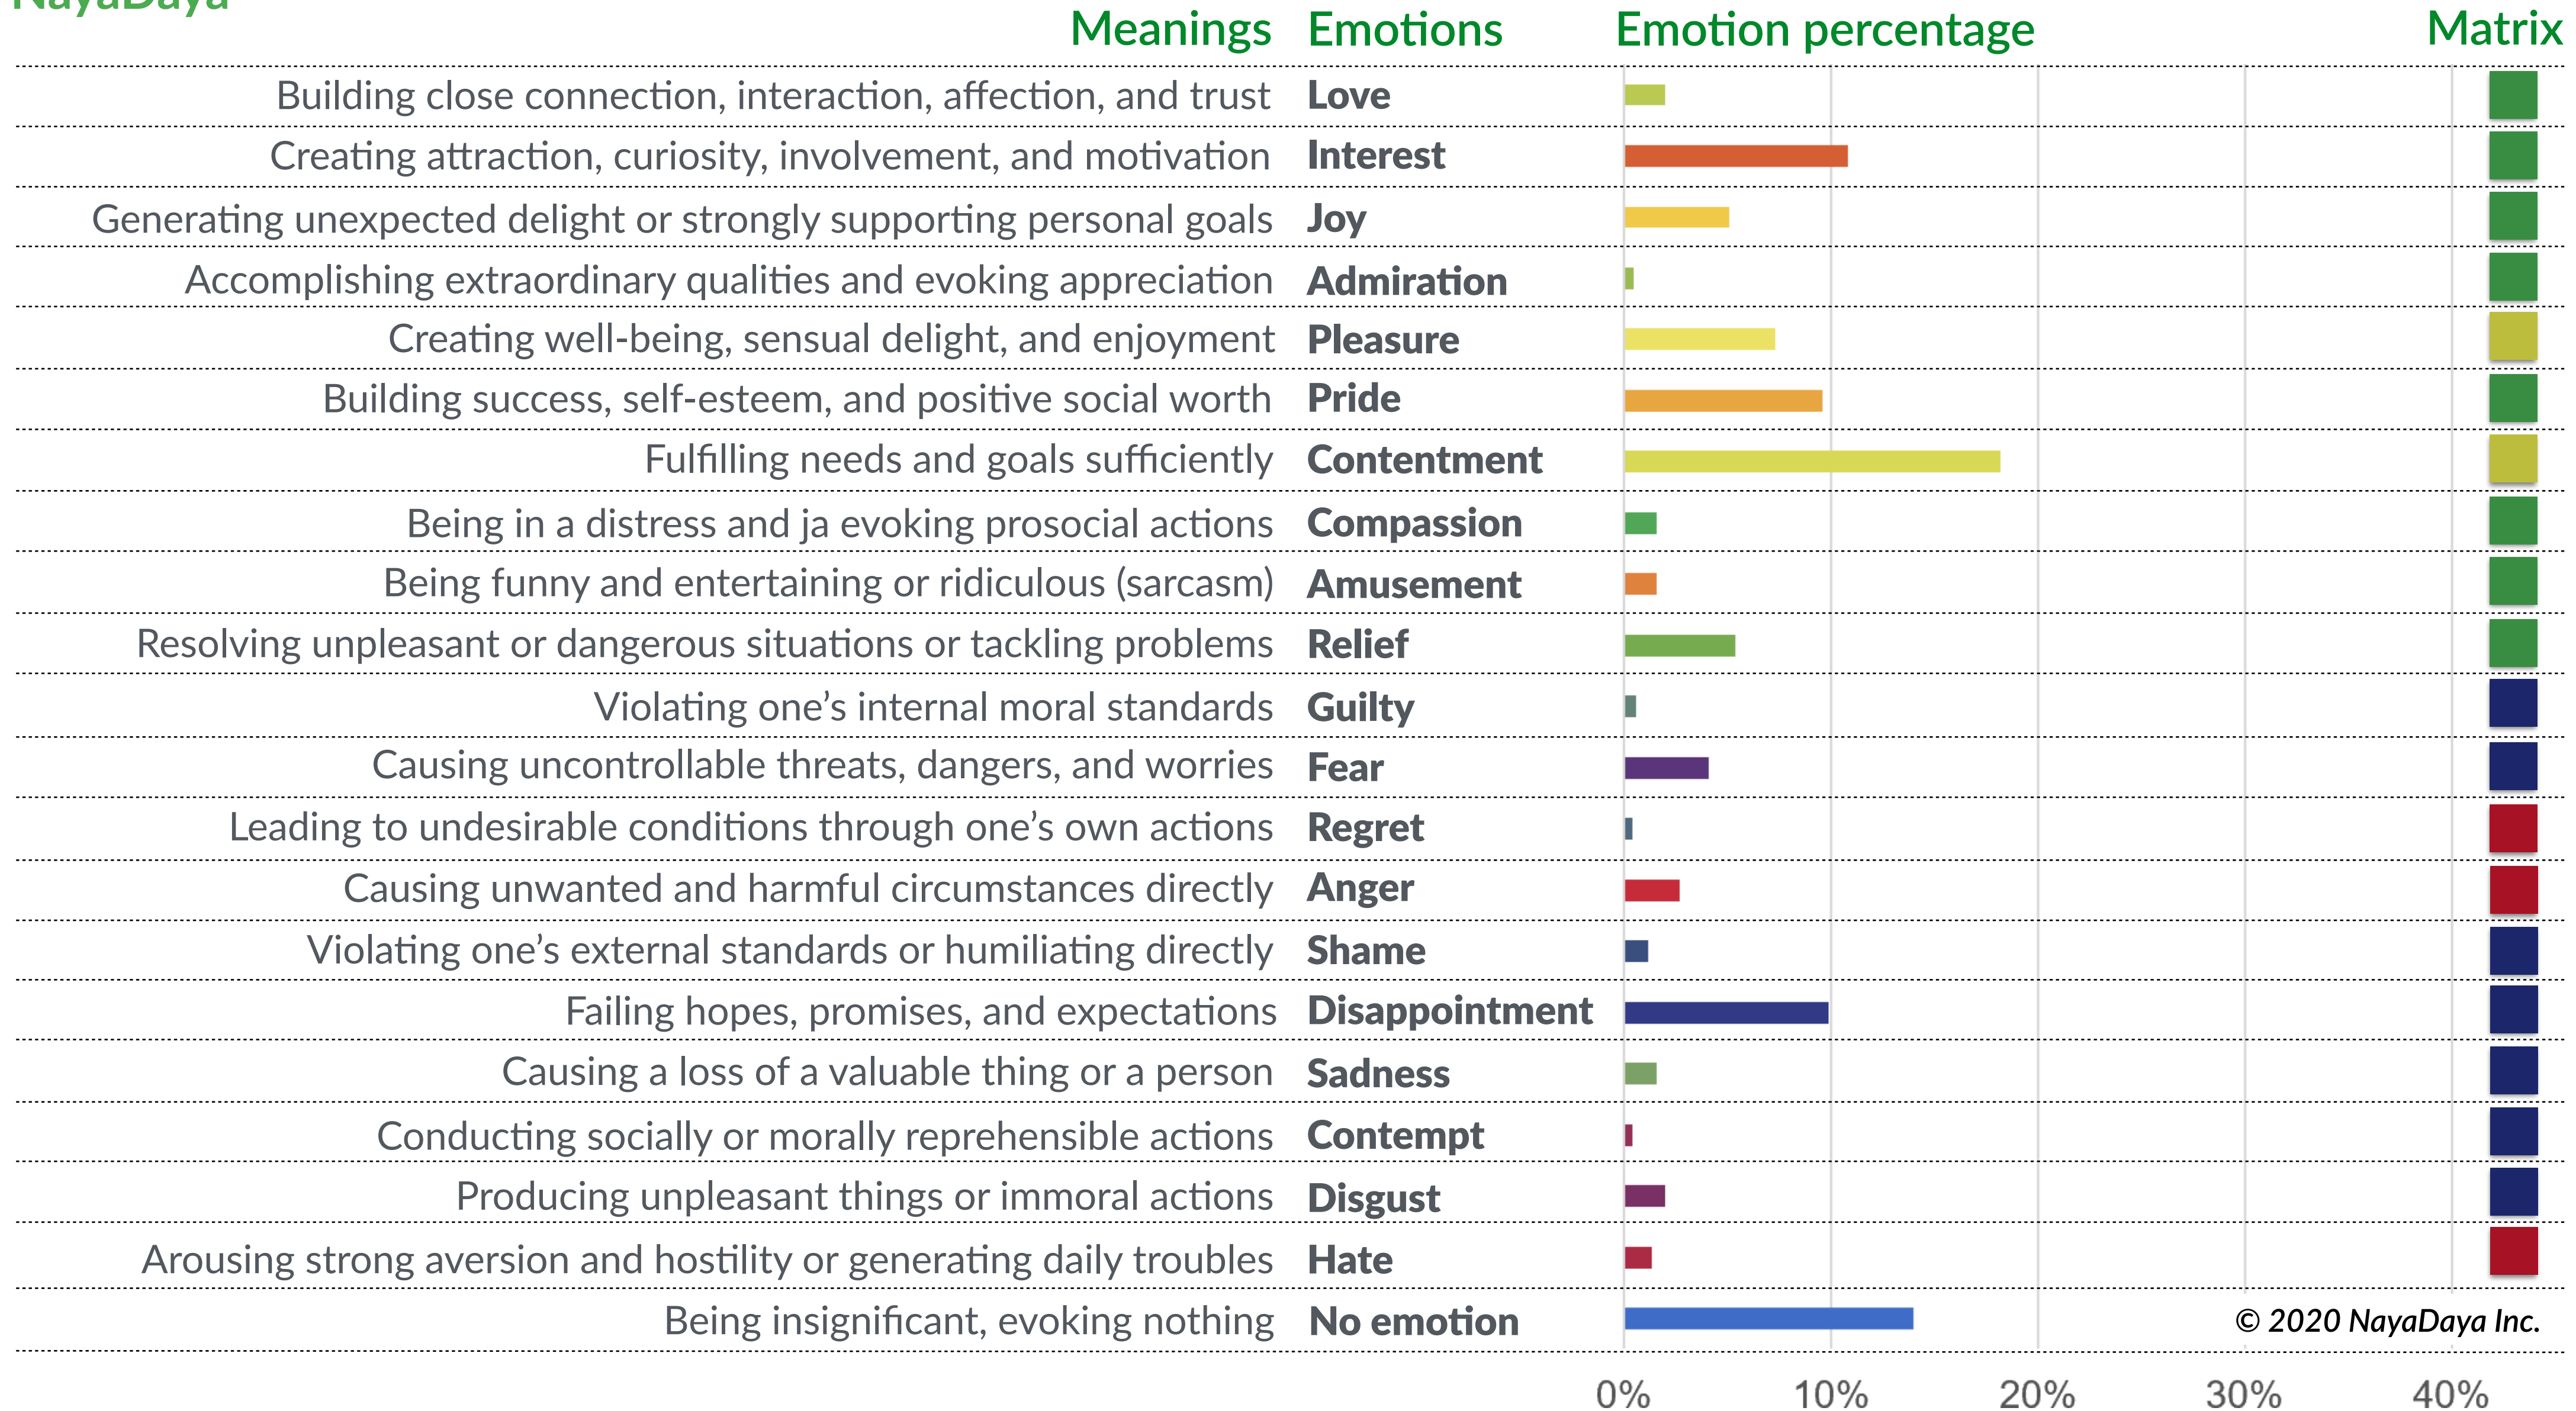 NayaDaya
Meanings Emotions Emotion percentage Matrix
Building close connection, interaction, affection, and trust Love
Creating attraction, curiosity, involvement, and motivation Interest
Generating unexpected delight or strongly supporting personal goals Joy
Accomplishing extraordinary qualities and evoking appreciation Admiration
Creating well-being, sensual delight, and enjoyment Pleasure
Building success, self-esteem, and positive social worth Pride
Fulfilling needs and goals sufficiently Contentment
Being in a distress and ja evoking prosocial actions Compassion
Being funny and entertaining or ridiculous (sarcasm) Amusement
Resolving unpleasant or dangerous situations or tackling problems Relief
Violating one’s internal moral standards Guilty
Causing uncontrollable threats, dangers, and worries Fear
Leading to undesirable conditions through one’s own actions Regret
Causing unwanted and harmful circumstances directly Anger
Violating one’s external standards or humiliating directly Shame
Failing hopes, promises, and expectations Disappointment
Causing a loss of a valuable thing or a person Sadness
Conducting socially or morally reprehensible actions Contempt
Producing unpleasant things or immoral actions Disgust
Arousing strong aversion and hostility or generating daily troubles Hate
Being insignificant, evoking nothing No emotion © 2020 NayaDaya Inc.
0% 10% 20% 30% 40%